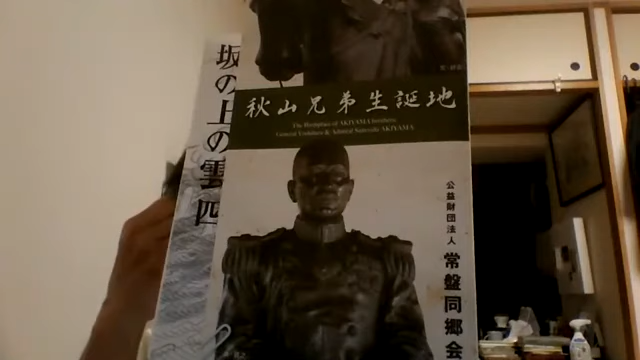 坂の上の雲 四
秋山兄弟生誕地
The Birthplace of AKIYAMA brothers
General Yoshifuru & Admiral Saneyuki AKIYAMA
公益財団法人
常盤同郷会